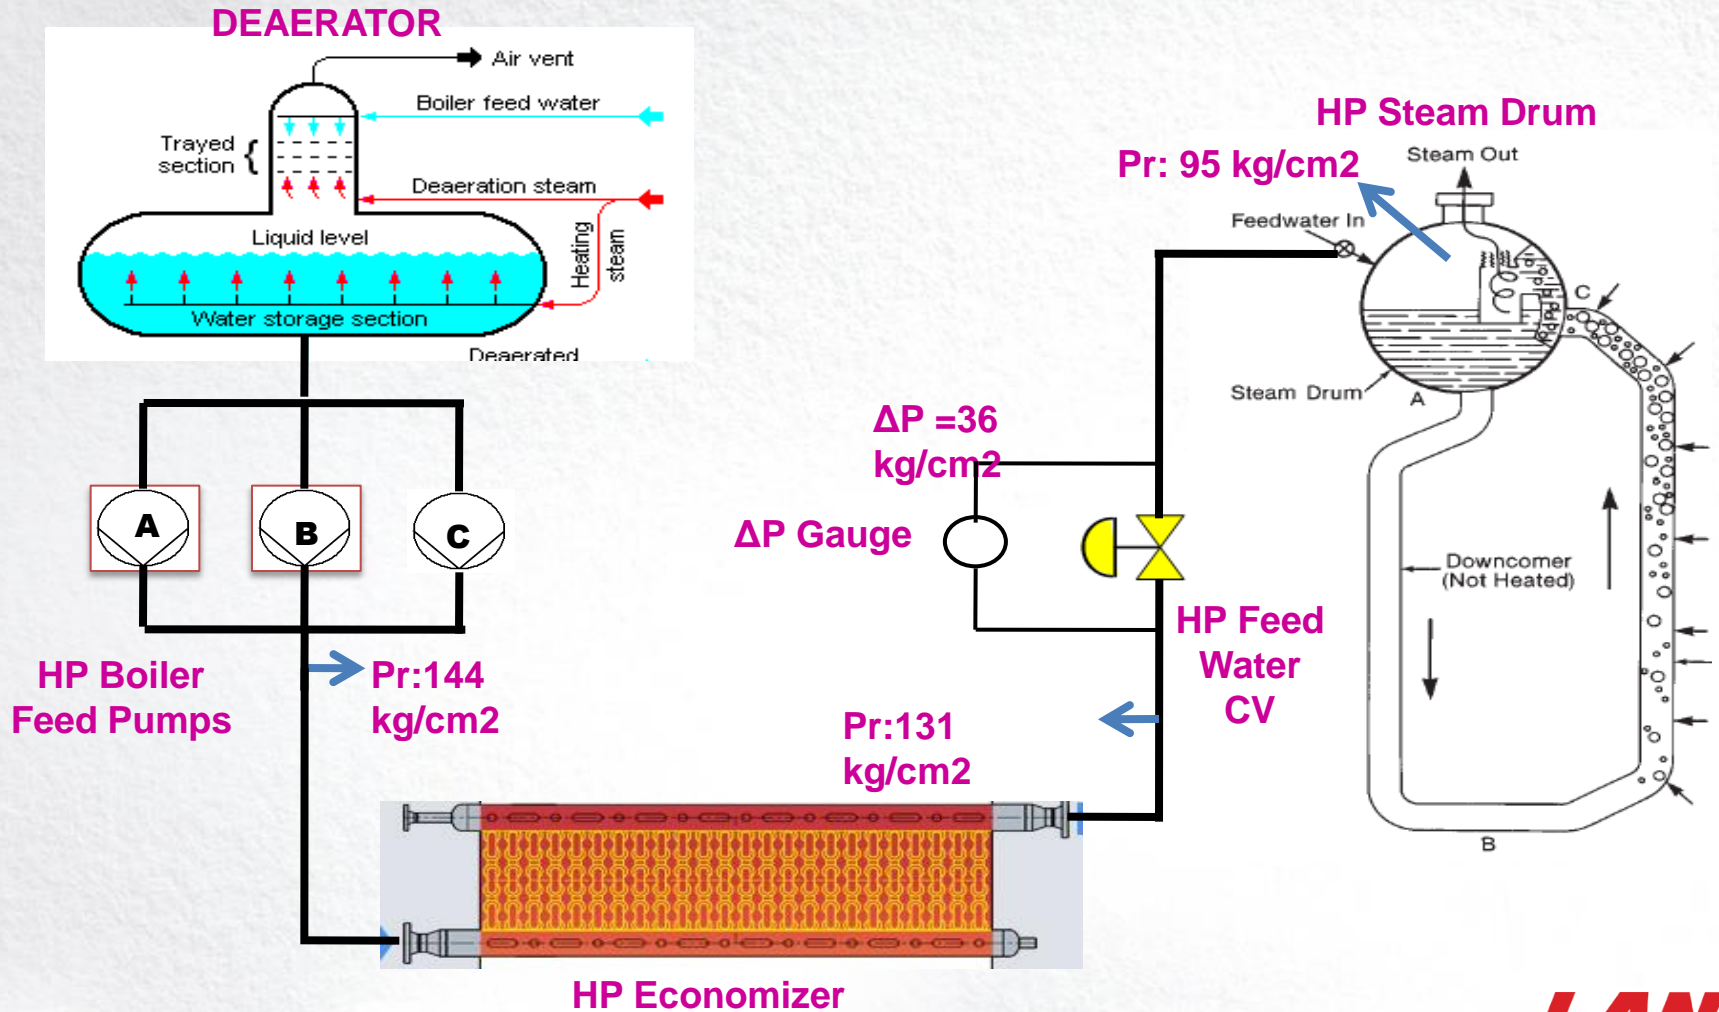 DEAERATOR
Air vent
Boiler feed water
Trayed
section
Deaeration steam
Liquid level
Heating
steam
Water storage section
Deaerated
A
B
C
HP Boiler
Feed Pumps
Pr:144
kg/cm2
HP Economizer
Pr:131
kg/cm2
ΔP =36
kg/cm2
ΔP Gauge
HP Feed
Water
CV
HP Steam Drum
Pr: 95 kg/cm2
Steam Out
Feedwater In
C
Steam Drum
A
Downcomer
(Not Heated)
B